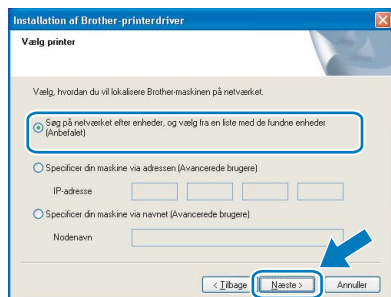 Installation af Brother-printerdriver
Vælg printer
Vælg, hvordan du vil lokalisere Brother-maskinen på netværket.
Søg på netværket efter enheder, og vælg fra en liste med de fundne enheder
(Anbefalet)
Specificer din maskine via adressen (Avancerede brugere)
IP-adresse
Specificer din maskine via navnet (Avancerede brugere)
Nodenavn
< Tilbage
Næste >
Annuller